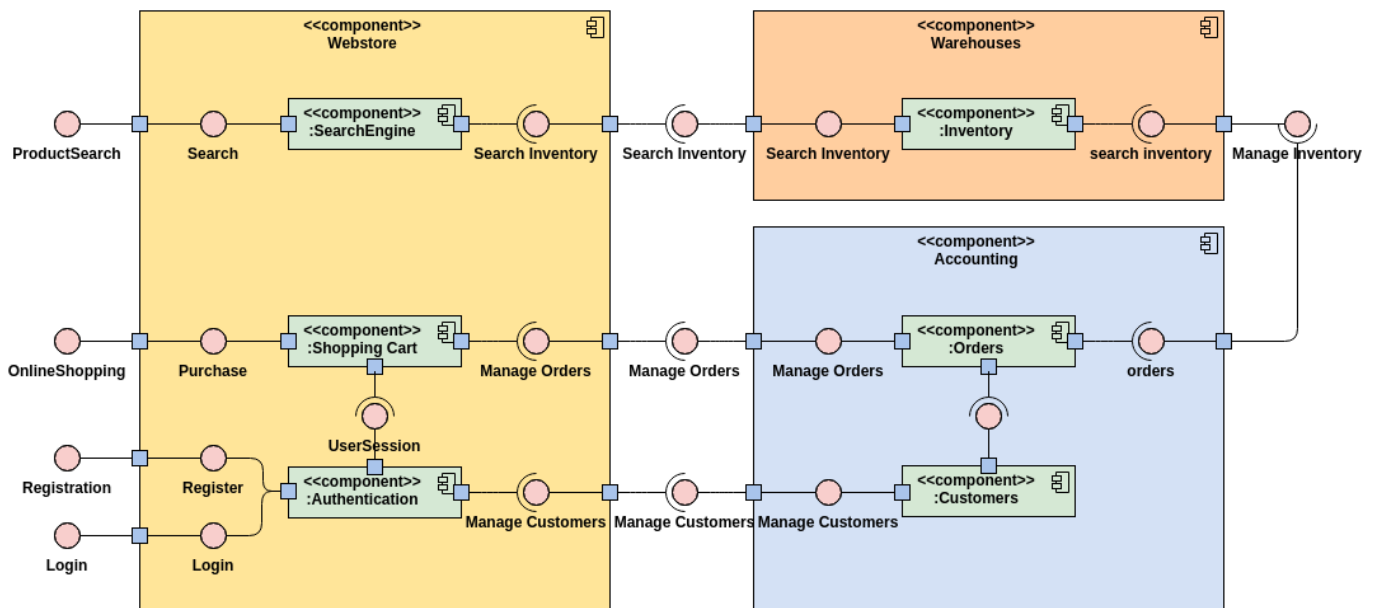 <<component>>
Webstore
<<component>>
Warehouses
<<component>>
:SearchEngine
<<component>>
:Inventory
ProductSearch
Search
Search Inventory
Search Inventory
Search Inventory
search inventory
Manage Inventory
<<component>>
Accounting
<<component>>
:Shopping Cart
<<component>>
:Orders
OnlineShopping
Purchase
Manage Orders
Manage Orders
Manage Orders
orders
UserSession
<<component>>
:Authentication
<<component>>
:Customers
Registration
Register
Manage Customers
Manage Customers
Manage Customers
Login
Login